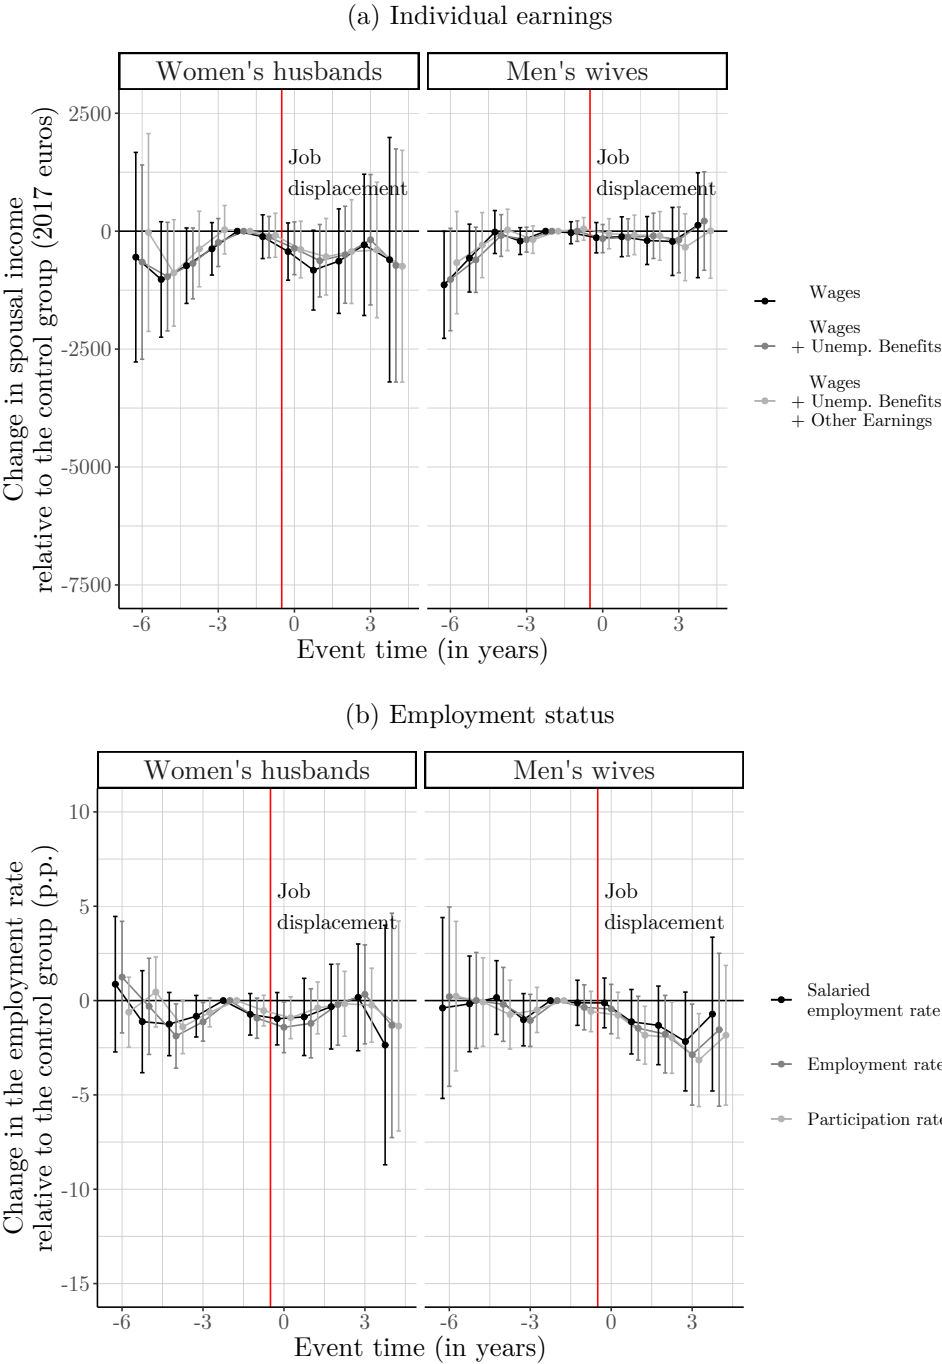 (a) Individual earnings
Women's husbands
Men's wives
Change in spousal income
relative to the control group (2017 euros)
2500
0
-2500
-5000
-7500
Job
displacement
Job
displacement
-6
-3
0
3
-6
-3
0
3
Event time (in years)
Wages
Wages
+ Unemp. Benefits
Wages
+ Unemp. Benefits
+ Other Earnings
(b) Employment status
Women's husbands
Men's wives
Change in the employment rate
relative to the control group (p.p.)
10
5
0
-5
-10
-15
Job
displacement
Job
displacement
-6
-3
0
3
-6
-3
0
3
Event time (in years)
Salaried
employment rate
Employment rate
Participation rate